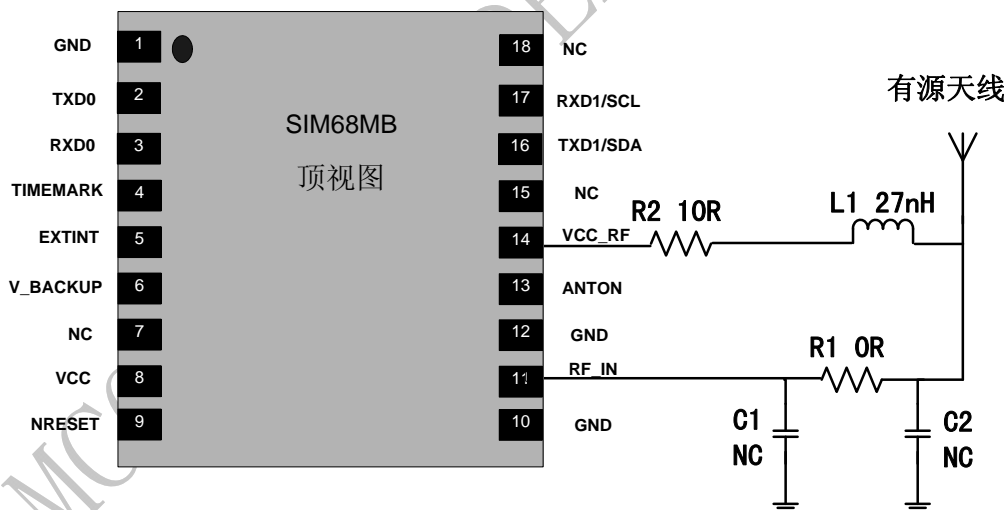 SIM68MB
顶视图
GND 1
TXD0 2
RXD0 3
TIMEMARK 4
EXTINT 5
V_BACKUP 6
NC 7
VCC 8
NRESET 9
18 NC
17 RXD1/SCL
16 TXD1/SDA
15 NC
14 VCC_RF
13 ANTON
12 GND
11 RF_IN
10 GND
有源天线
R2 10R
L1 27nH
R1 0R
C1
NC
C2
NC